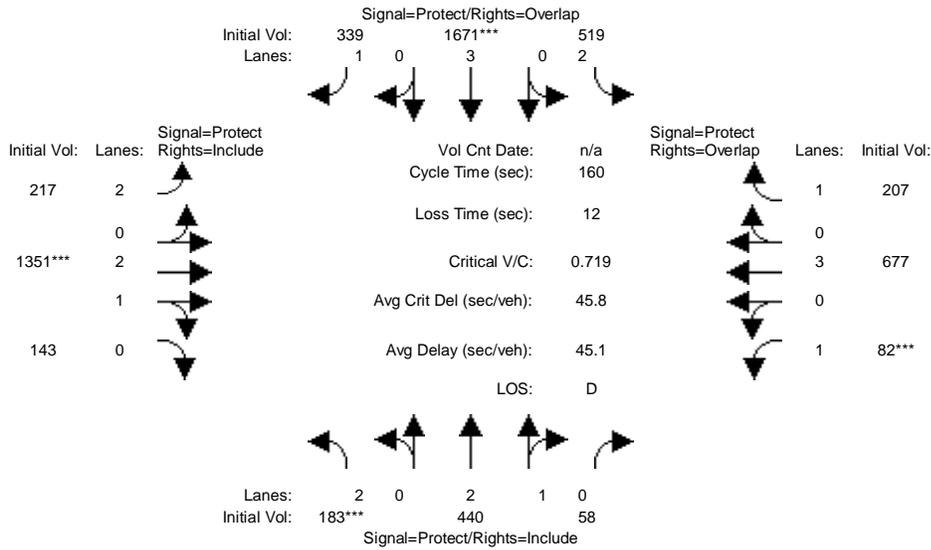 Signal=Protect/Rights=Overlap
Initial Vol: 339 1671*** 519
Lanes: 1 0 3 0 2
Signal=Protect Signal=Protect
Initial Vol: Lanes: Rights=Include Vol Cnt Date: n/a Rights=Overlap Lanes: Initial Vol:
Cycle Time (sec): 160
217 2 1 207
Loss Time (sec): 12
0 0
1351*** 2 Critical V/C: 0.719 3 677
1 Avg Crit Del (sec/veh): 45.8 0
143 0 Avg Delay (sec/veh): 45.1 1 82***
LOS: D
Lanes: 2 0 2 1 0
Initial Vol: 183*** 440 58
Signal=Protect/Rights=Include